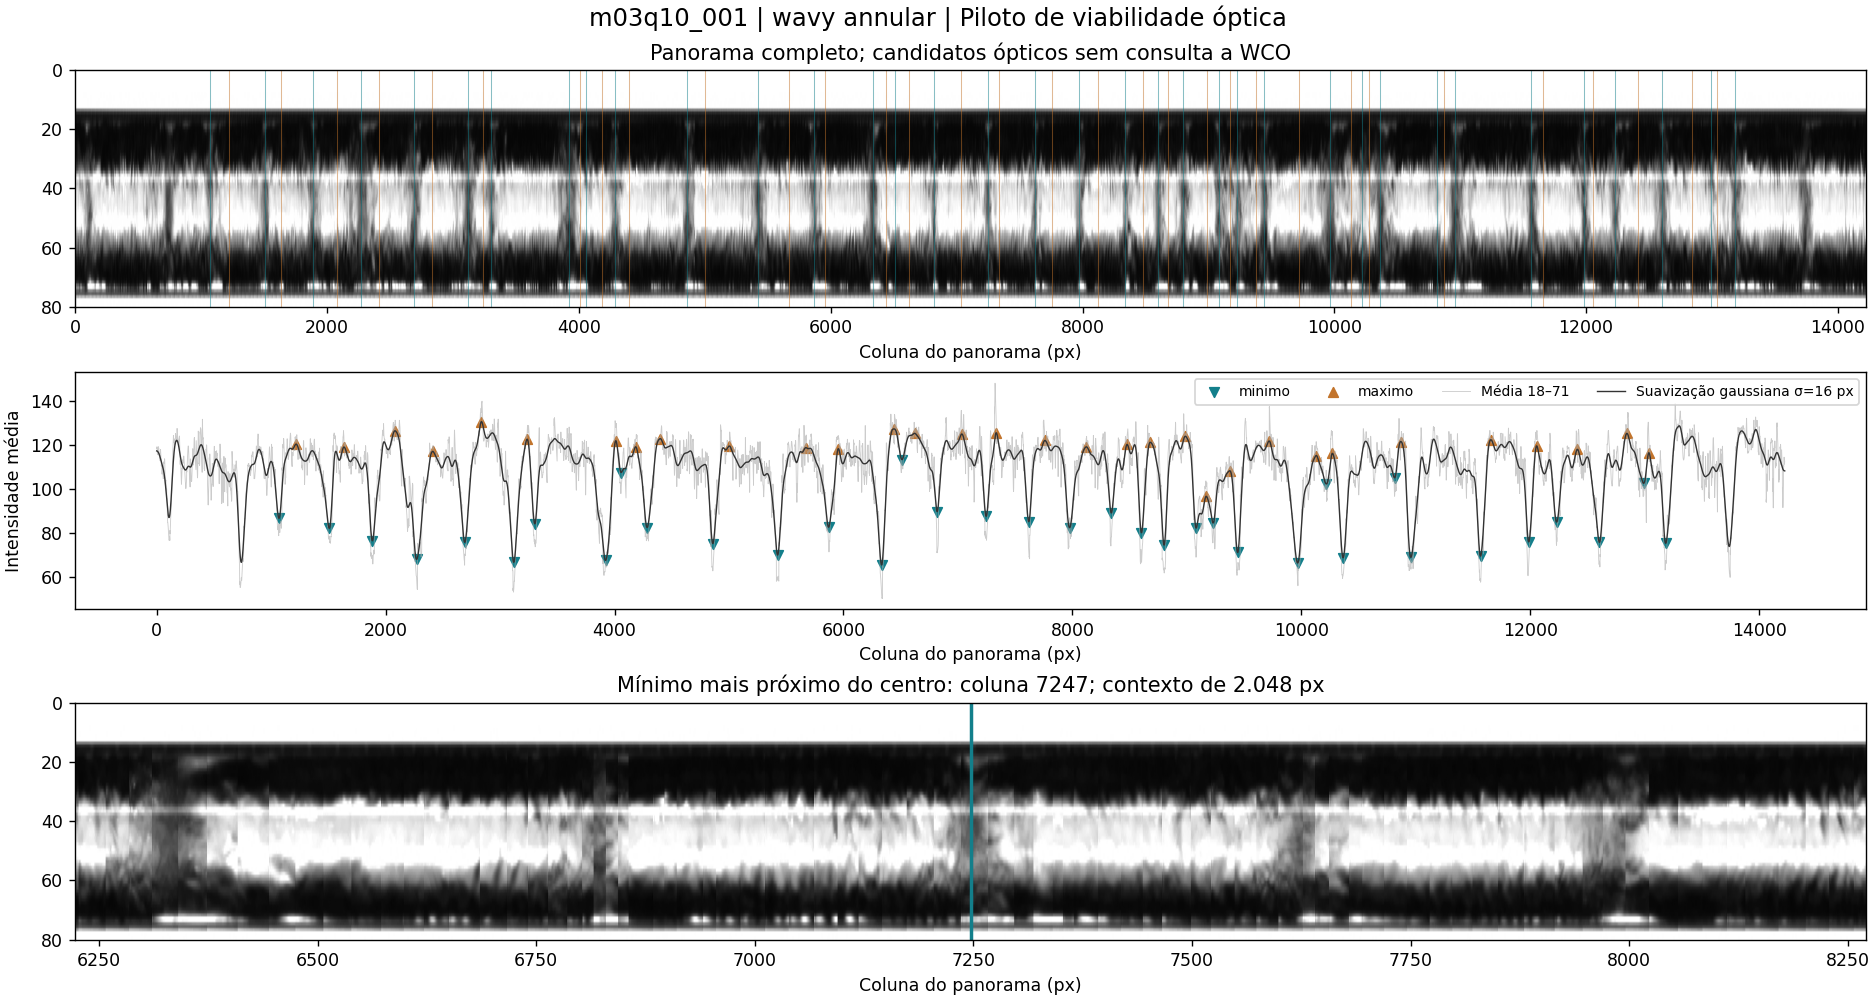 m03q10_001 | wavy annular | Piloto de viabilidade óptica
Panorama completo; candidatos ópticos sem consulta a WCO
0
20
40
60
80
0 2000 4000 6000 8000 10000 12000 14000
Coluna do panorama (px)
Intensidade média
140
120
100
80
60
minimo maximo Média 18–71 Suavização gaussiana σ=16 px
0 2000 4000 6000 8000 10000 12000 14000
Coluna do panorama (px)
Mínimo mais próximo do centro: coluna 7247; contexto de 2.048 px
0
20
40
60
80
6250 6500 6750 7000 7250 7500 7750 8000 8250
Coluna do panorama (px)